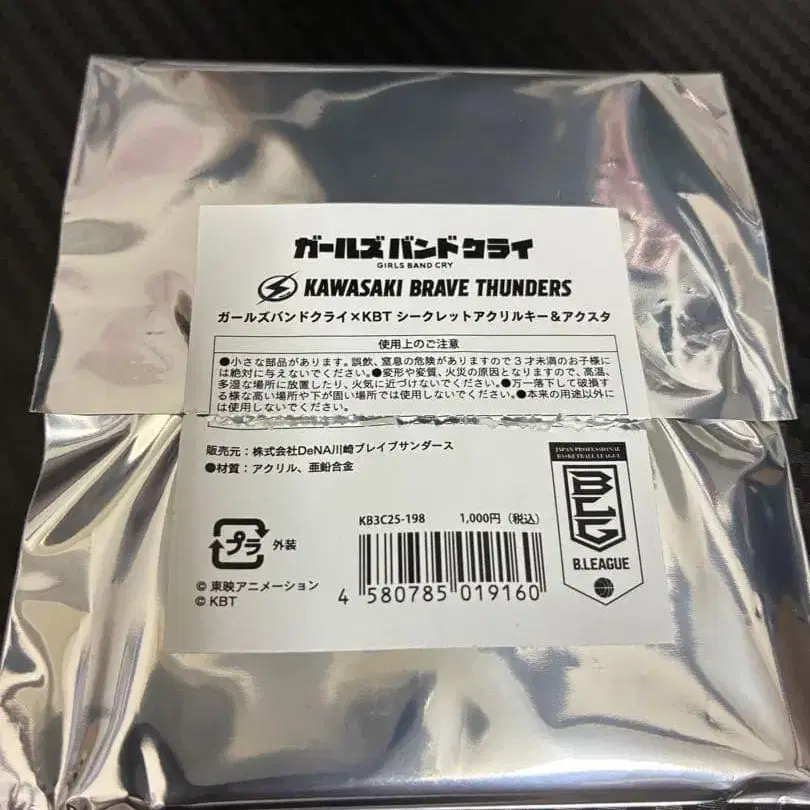 ガールズバンドクライ
GIRLS BAND CRY
KAWASAKI BRAVE THUNDERS
ガールズバンドクライ×KBT シークレットアクリルキー&アクスタ
使用上のご注意
●小さな部品があります。誤飲、窒息の危険がありますので3才未満のお子様に
は絶対に与えないでください。●変形や変質、火災の原因となりますので、高温、
多湿な場所に放置したり、火気に近づけないでください。●万一落下して破損す
る様な高い場所や下が固い場所では使用しないでください。●本来の用途以外に
は使用しないでください。
販売元:株式会社DeNA川崎ブレイブサンダース
●材質:アクリル、亜鉛合金
JAPAN PROFESSIONAL
BASKETBALL LEAGUE
BLG
B.LEAGUE
KB3C25-198 1,000円(税込)
プラ 外装
4 580785 019160
© 東映アニメーション
© KBT